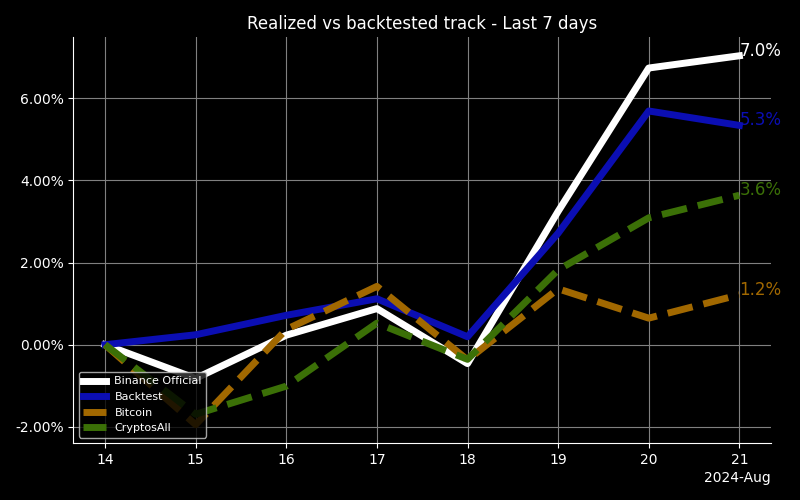 Realized vs backtested track - Last 7 days
7.0%
6.00%
5.3%
4.00%
3.6%
2.00%
1.2%
0.00%
Binance Official
Backtest
Bitcoin
CryptosAll
-2.00%
14 15 16 17 18 19 20 21
2024-Aug